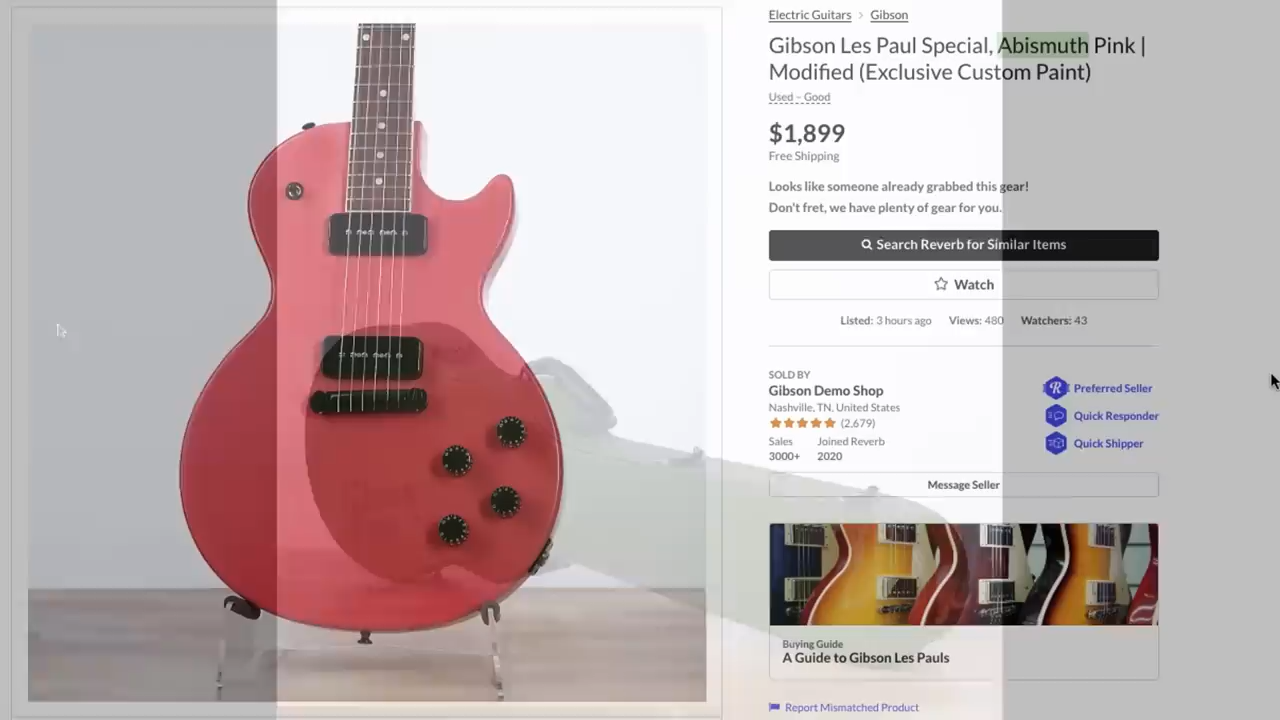 Electric Guitars > Gibson
Gibson Les Paul Special, Abismuth Pink |
Modified (Exclusive Custom Paint)
Used – Good
$1,899
Free Shipping
Looks like someone already grabbed this gear!
Don't fret, we have plenty of gear for you.
Search Reverb for Similar Items
Watch
Listed: 3 hours ago Views: 480 Watchers: 43
SOLD BY
Gibson Demo Shop
Nashville, TN, United States
(2,679)
Sales Joined Reverb
3000+ 2020
Preferred Seller
Quick Responder
Quick Shipper
Message Seller
Buying Guide
A Guide to Gibson Les Pauls
Report Mismatched Product